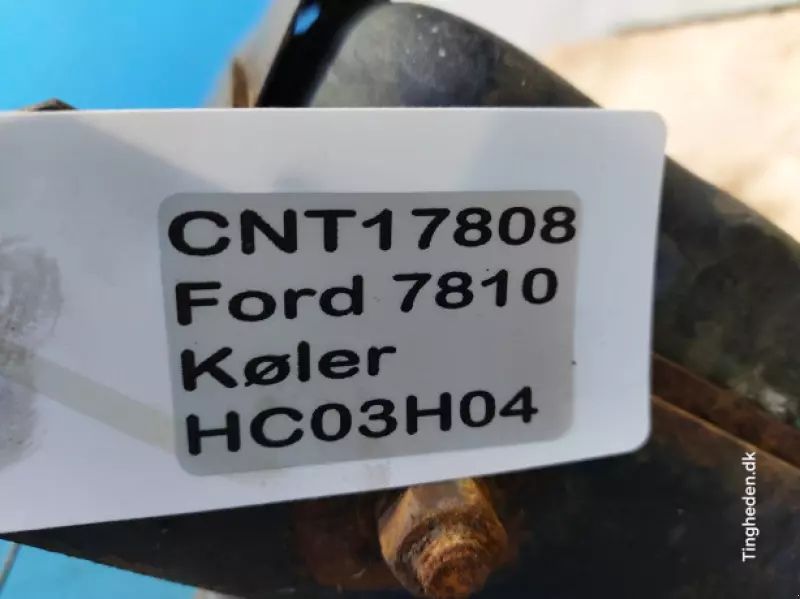 CNT17808
Ford 7810
Køler
HC03H04
Tingheden.dk